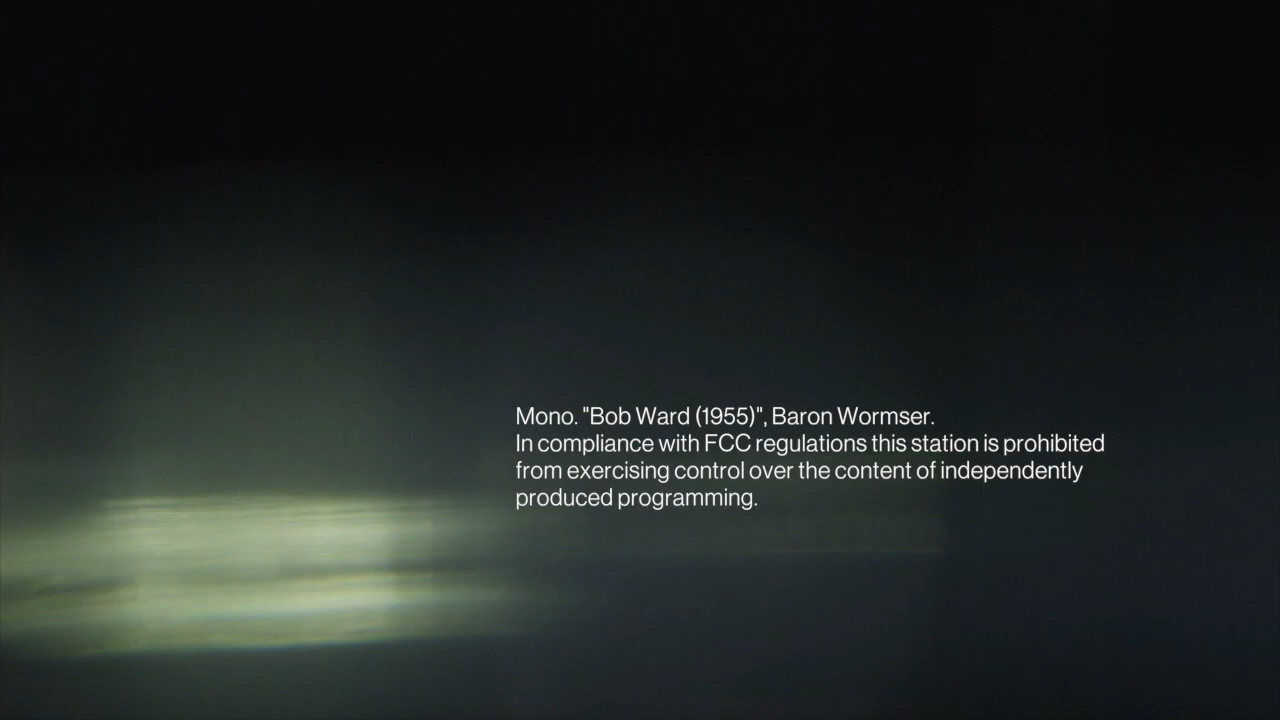 Mono. "Bob Ward (1955)", Baron Wormser.
In compliance with FCC regulations this station is prohibited
from exercising control over the content of independently
produced programming.